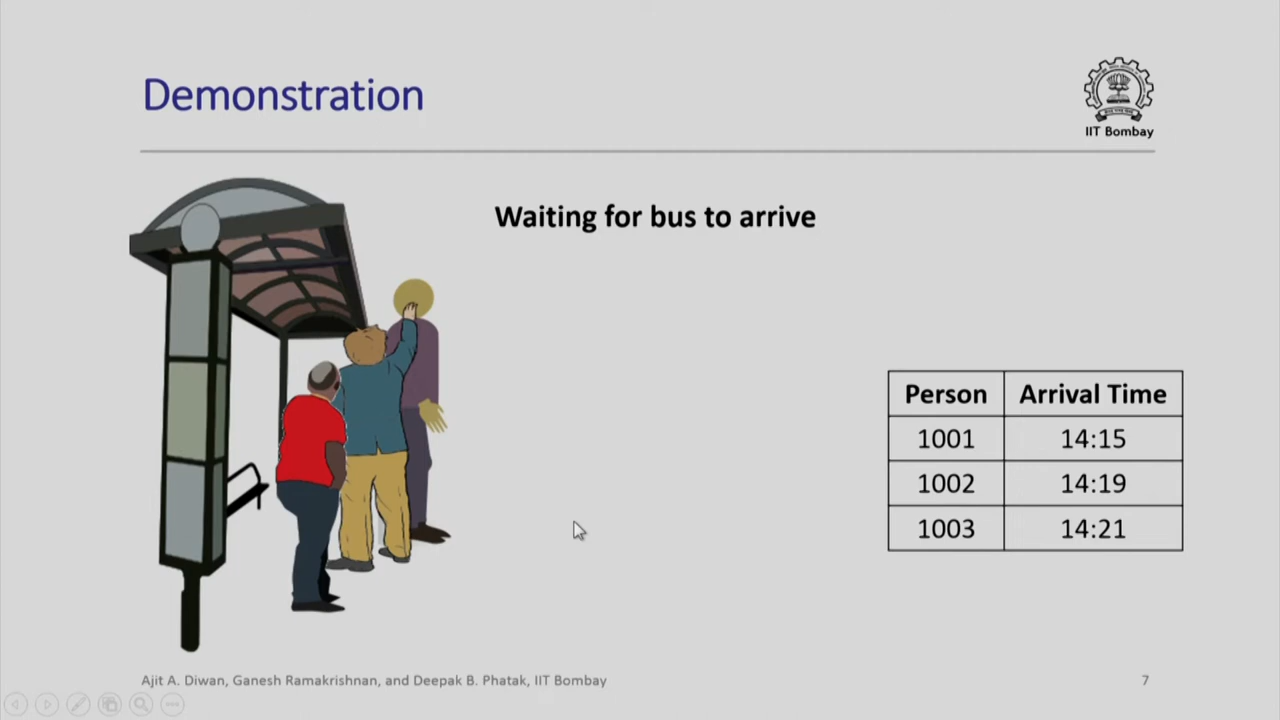 Demonstration
IIT Bombay
Waiting for bus to arrive
Person Arrival Time
1001 14:15
1002 14:19
1003 14:21
Ajit A. Diwan, Ganesh Ramakrishnan, and Deepak B. Phatak, IIT Bombay 7